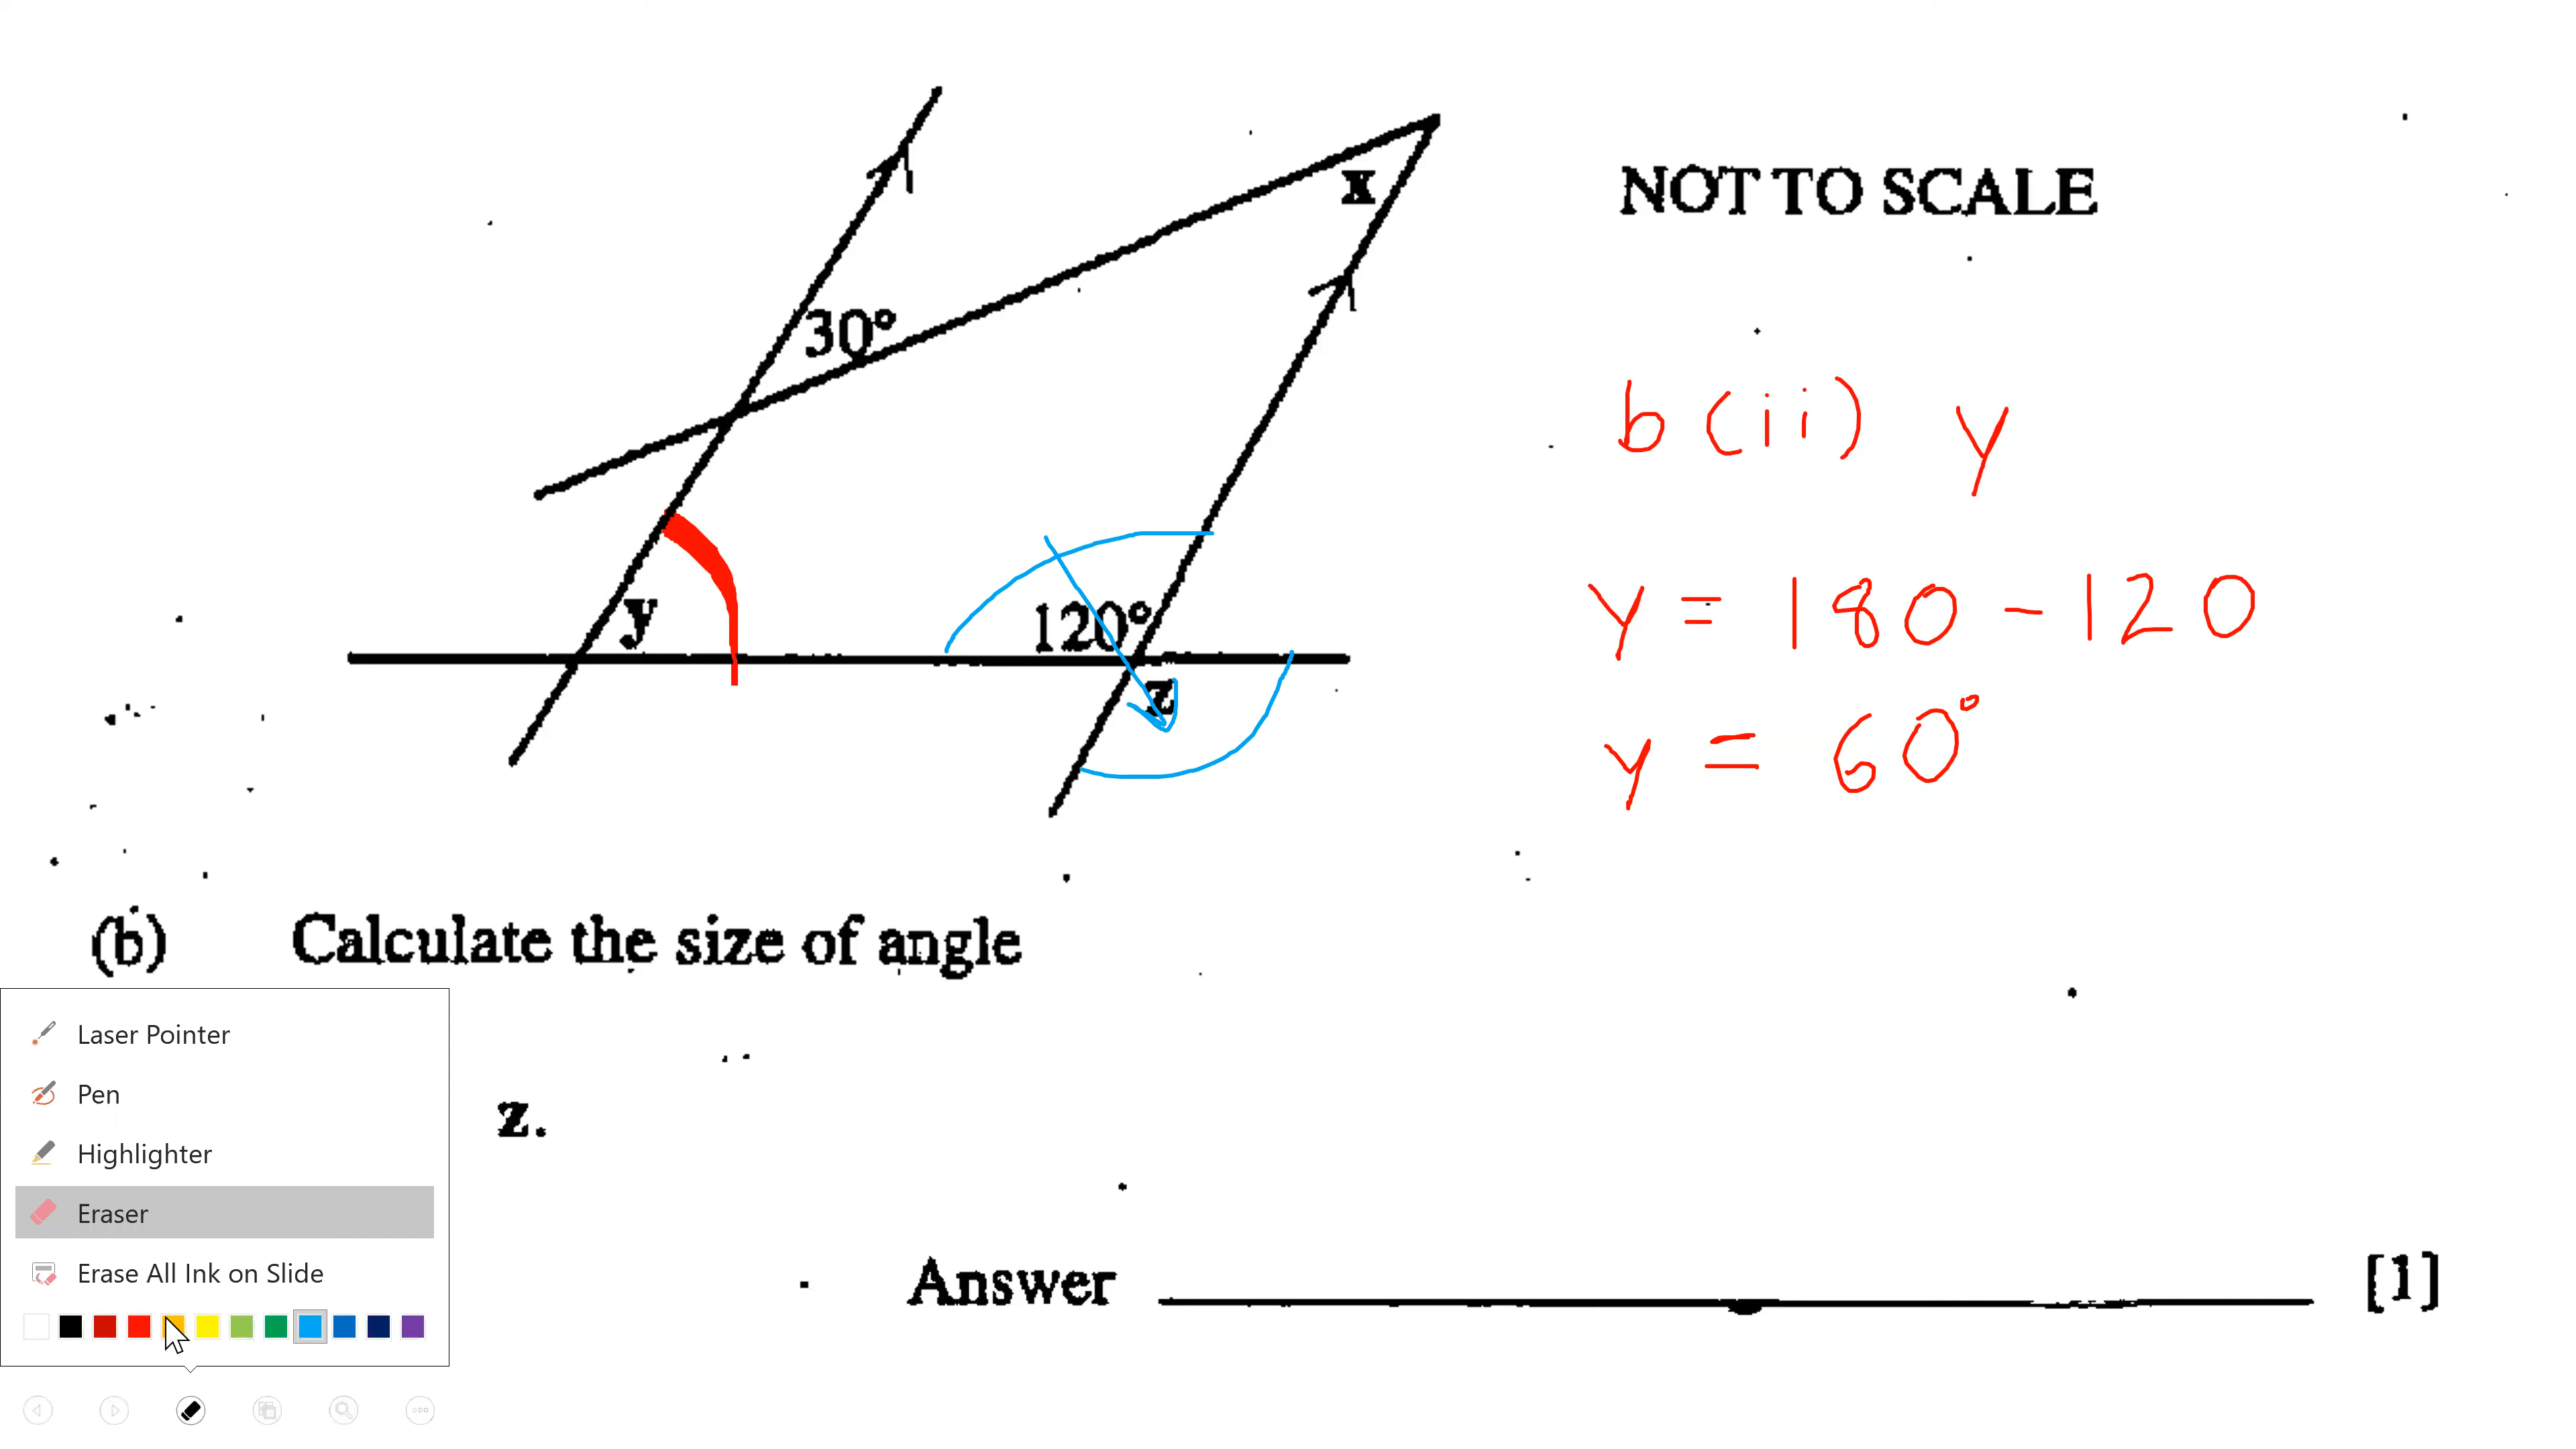 x
30°
NOT TO SCALE
b (ii) y
y
120°
y = 180 - 120
z
y = 60°
(b) Calculate the size of angle
Laser Pointer
Pen
z.
Highlighter
Eraser
Erase All Ink on Slide
Answer [1]